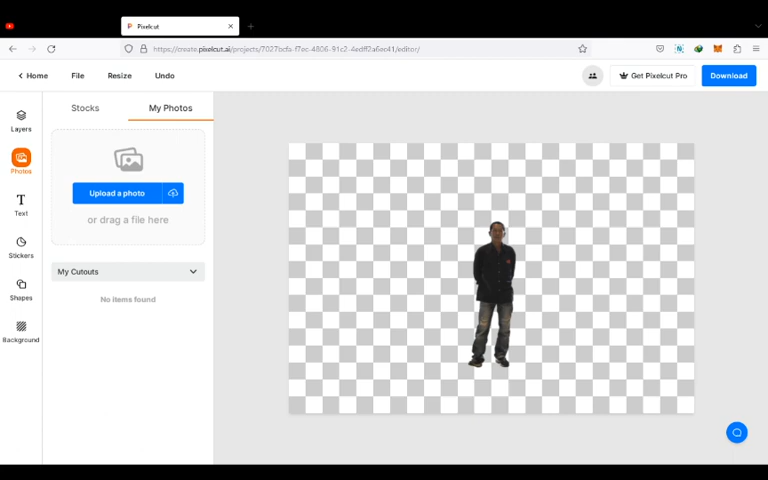 Pixelcut
https://create.pixelcut.ai/projects/7027bcfa-f7ec-4806-91c2-4edff2a6ec41/editor/
Home File Resize Undo Get Pixelcut Pro Download
Layers
Photos
Text
Stickers
Shapes
Background
Stocks My Photos
Upload a photo
or drag a file here
My Cutouts
No items found